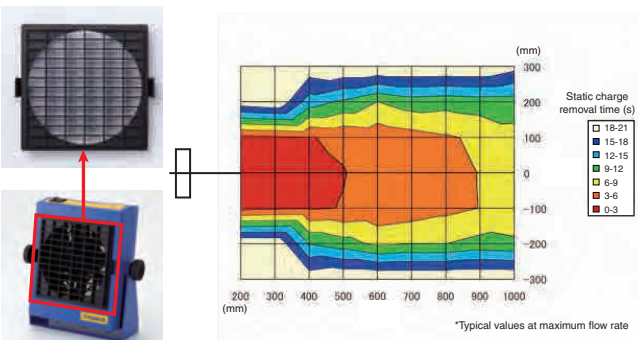 (mm)
300
200
100
0
-100
-200
-300
200 300 400 500 600 700 800 900 1000
(mm)
Static charge
removal time (s)
18-21
15-18
12-15
9-12
6-9
3-6
0-3
*Typical values at maximum flow rate